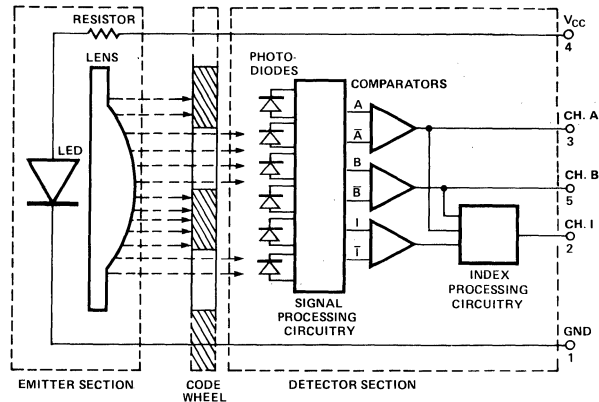 RESISTOR
V_CC
4
LENS
PHOTO-
DIODES
COMPARATORS
LED
A
A̅
B
B̅
I
I̅
CH. A
3
CH. B
5
CH. I
2
INDEX
PROCESSING
CIRCUITRY
SIGNAL
PROCESSING
CIRCUITRY
GND
1
EMITTER SECTION
CODE
WHEEL
DETECTOR SECTION